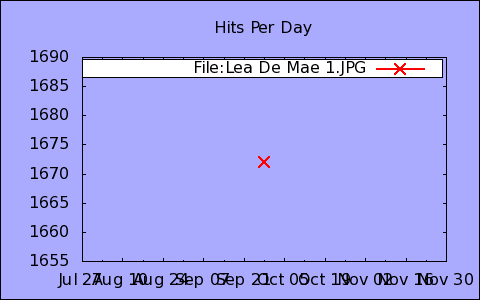 Hits Per Day
1690
File:Lea De Mae 1.JPG
1685
1680
1675
1670
1665
1660
1655
Jul 27 Aug 10 Aug 24 Sep 07 Sep 21 Oct 05 Oct 19 Nov 02 Nov 16 Nov 30